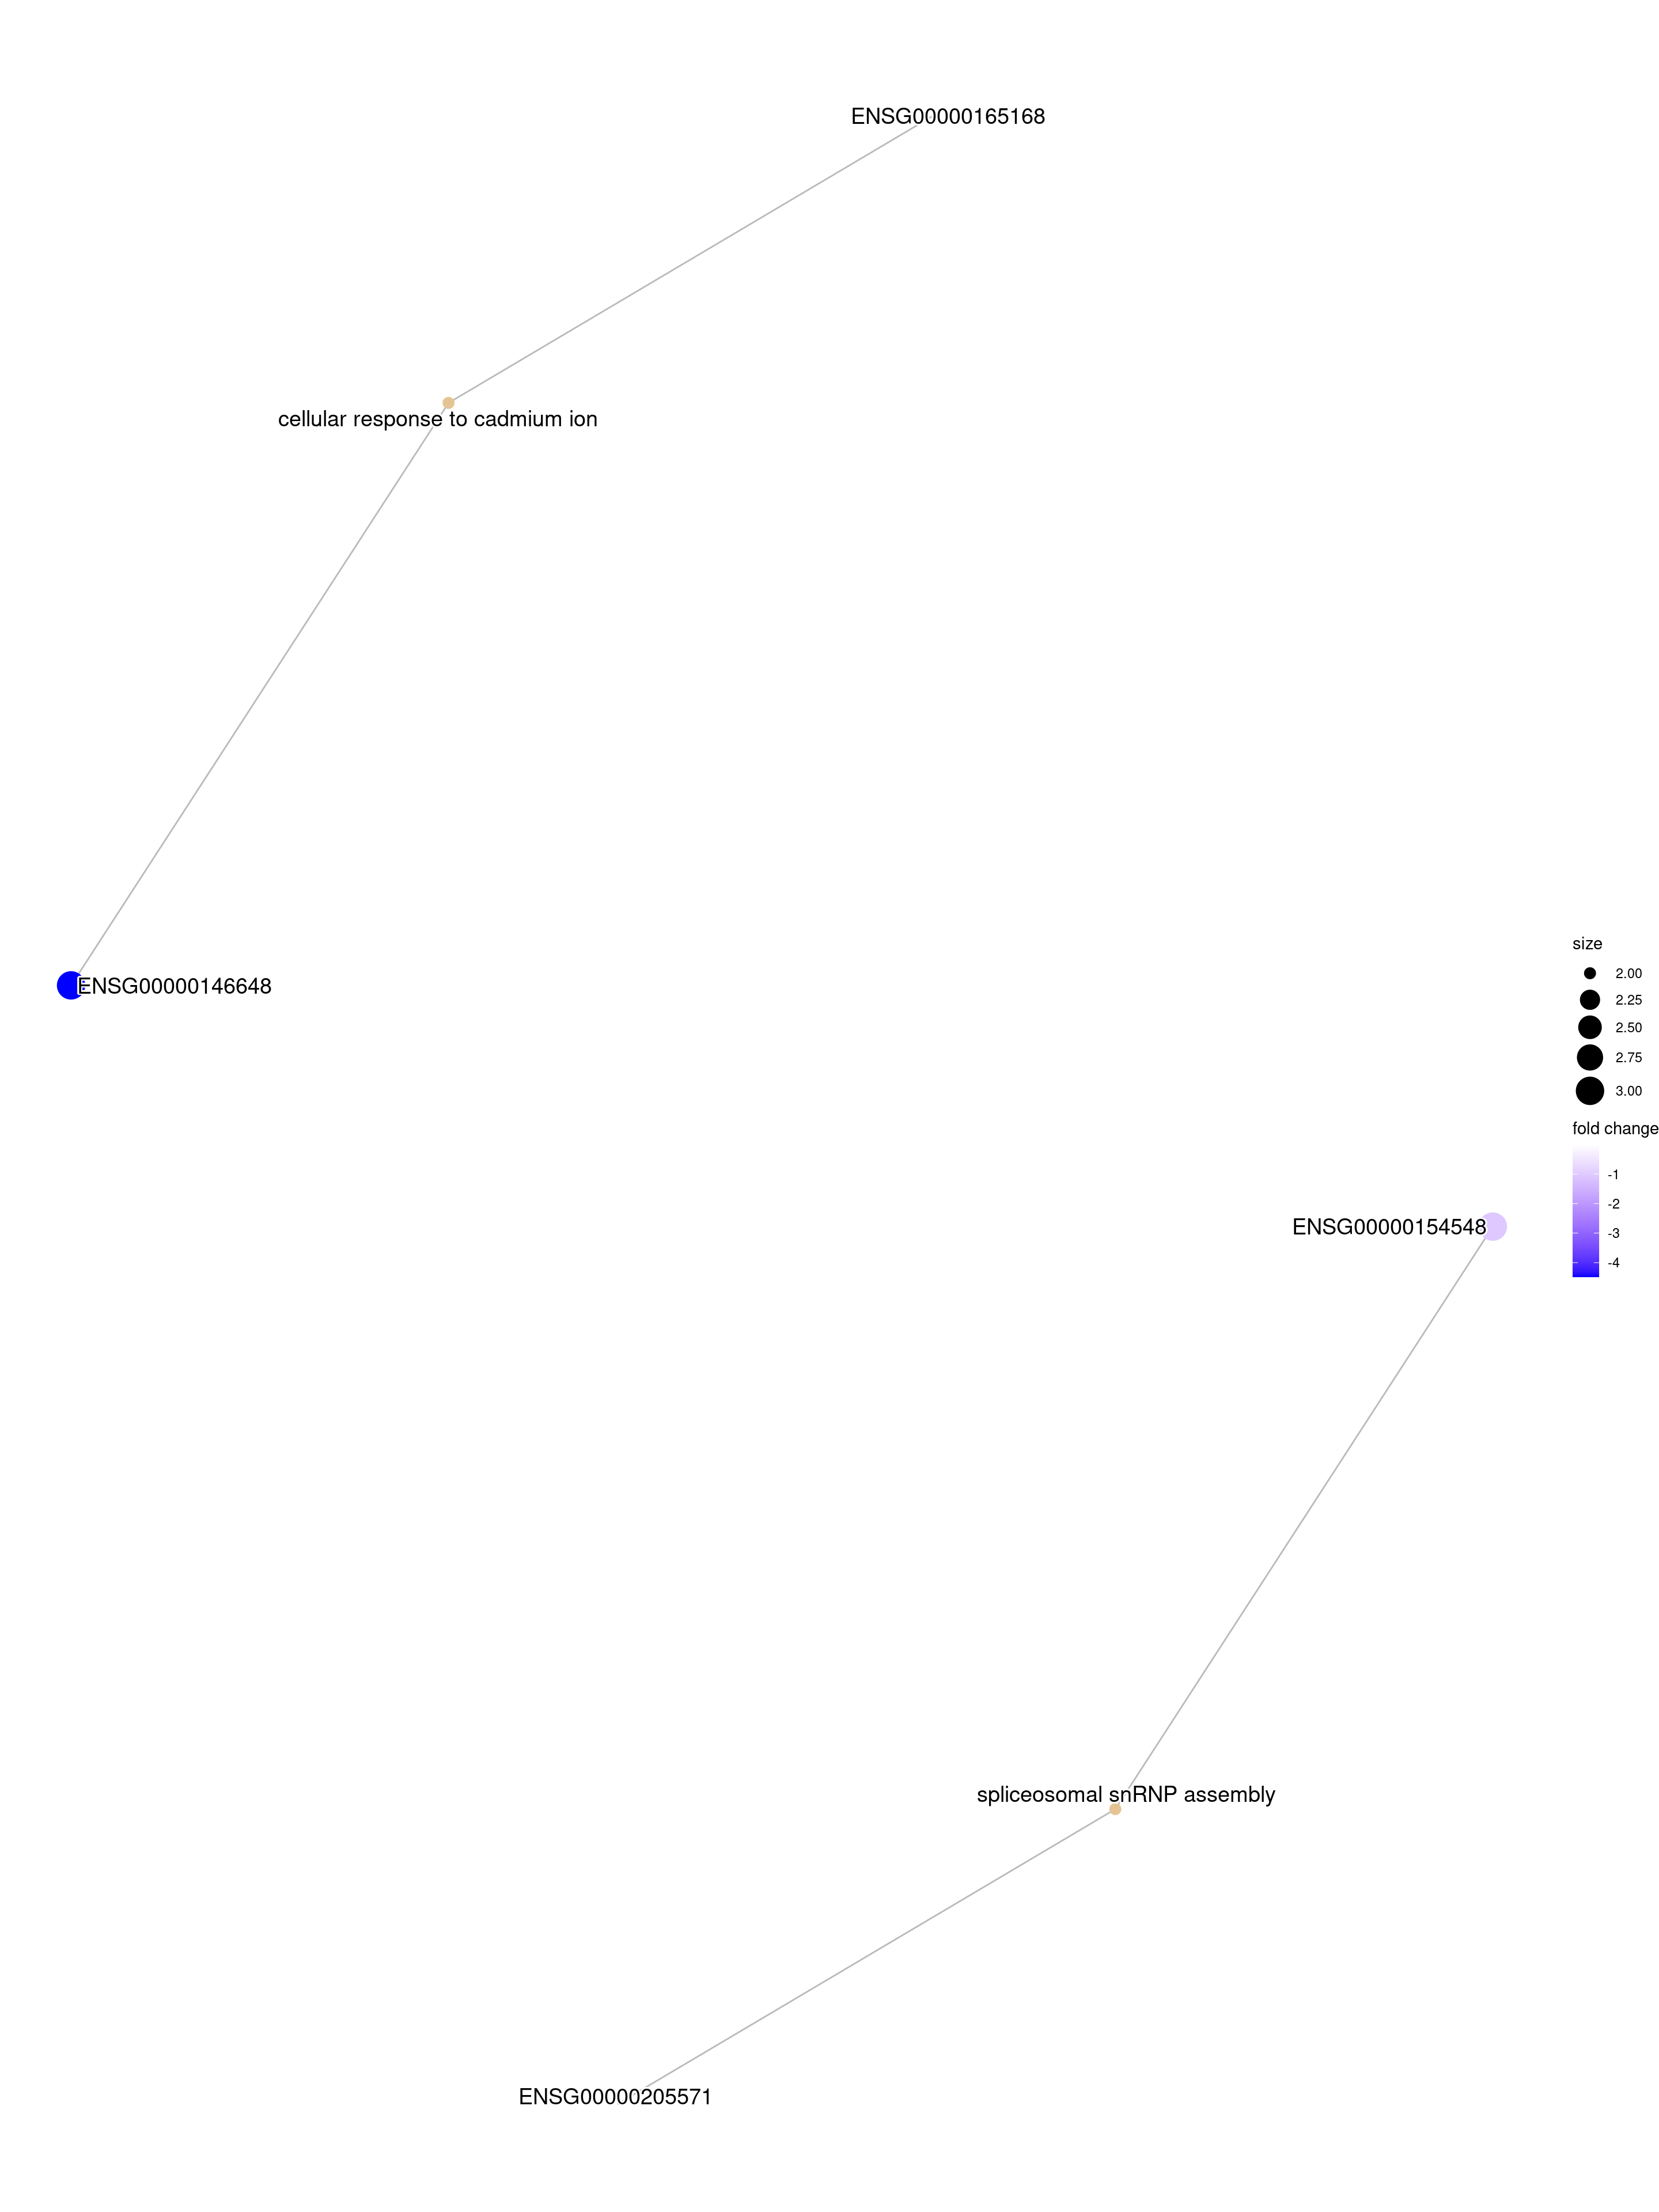 ENSG00000165168
cellular response to cadmium ion
ENSG00000146648
size
2.00
2.25
2.50
2.75
3.00
fold change
-1
-2
-3
-4
ENSG00000154548
spliceosomal snRNP assembly
ENSG00000205571